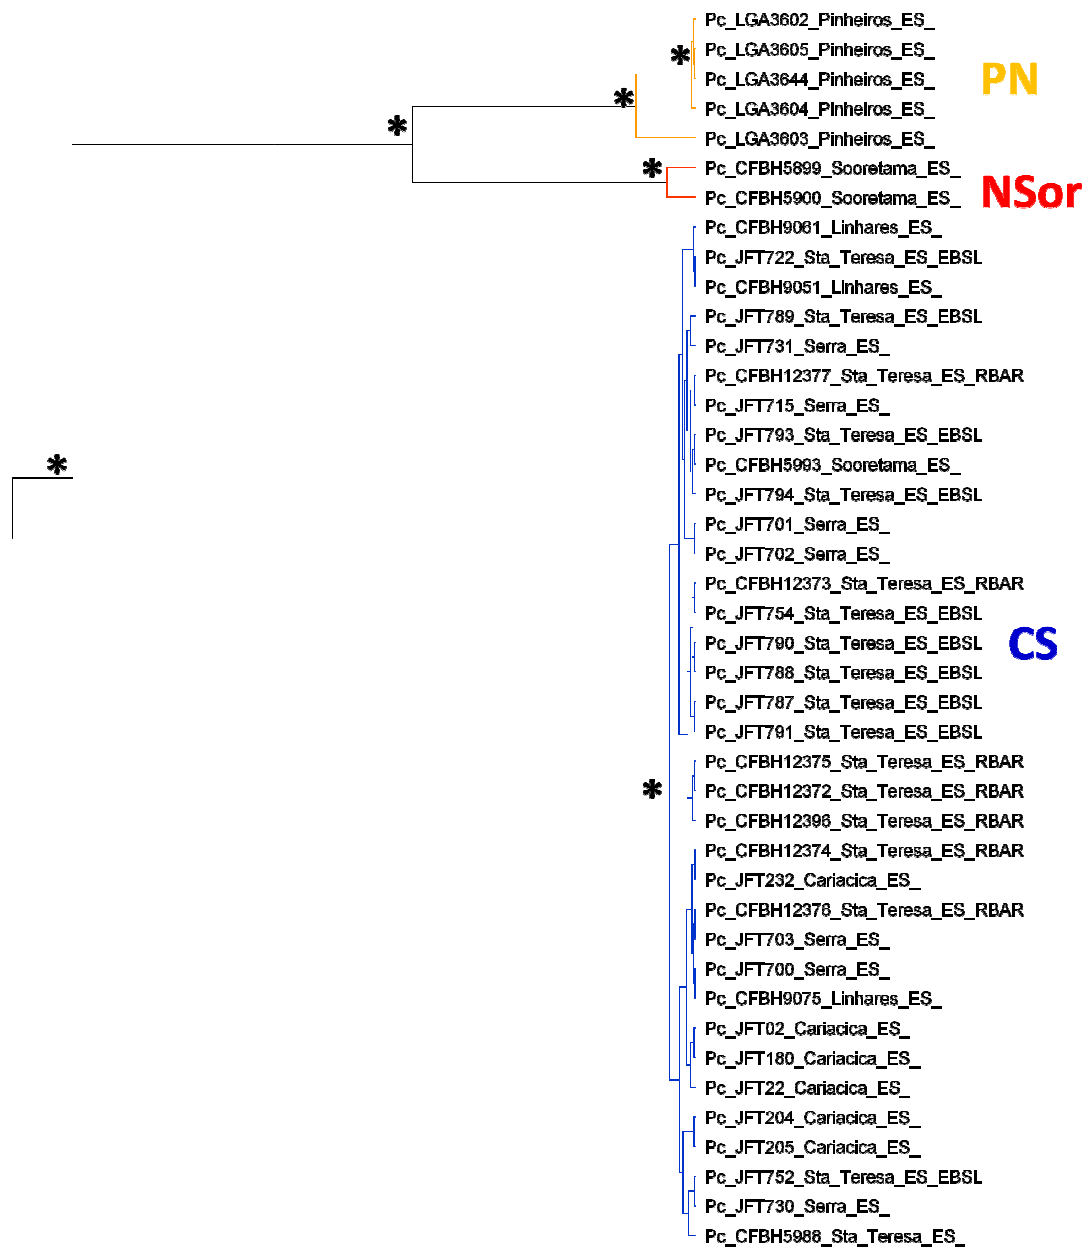 Pc_LGA3602_Pinheiros_ES_
Pc_LGA3605_Pinheiros_ES_
PN
Pc_LGA3644_Pinheiros_ES_
Pc_LGA3604_Pinheiros_ES_
Pc_LGA3603_Pinheiros_ES_
Pc_CFBH5899_Sooretama_ES_
NSor
Pc_CFBH5900_Sooretama_ES_
Pc_CFBH9061_Linhares_ES_
Pc_JFT722_Sta_Teresa_ES_EBSL
Pc_CFBH9051_Linhares_ES_
Pc_JFT789_Sta_Teresa_ES_EBSL
Pc_JFT731_Serra_ES_
Pc_CFBH12377_Sta_Teresa_ES_RBAR
Pc_JFT715_Serra_ES_
Pc_JFT793_Sta_Teresa_ES_EBSL
Pc_CFBH5993_Sooretama_ES_
Pc_JFT794_Sta_Teresa_ES_EBSL
Pc_JFT701_Serra_ES_
Pc_JFT702_Serra_ES_
Pc_CFBH12373_Sta_Teresa_ES_RBAR
Pc_JFT754_Sta_Teresa_ES_EBSL
Pc_JFT790_Sta_Teresa_ES_EBSL
CS
Pc_JFT788_Sta_Teresa_ES_EBSL
Pc_JFT787_Sta_Teresa_ES_EBSL
Pc_JFT791_Sta_Teresa_ES_EBSL
Pc_CFBH12375_Sta_Teresa_ES_RBAR
Pc_CFBH12372_Sta_Teresa_ES_RBAR
Pc_CFBH12396_Sta_Teresa_ES_RBAR
Pc_CFBH12374_Sta_Teresa_ES_RBAR
Pc_JFT232_Cariacica_ES_
Pc_CFBH12376_Sta_Teresa_ES_RBAR
Pc_JFT703_Serra_ES_
Pc_JFT700_Serra_ES_
Pc_CFBH9075_Linhares_ES_
Pc_JFT02_Cariacica_ES_
Pc_JFT180_Cariacica_ES_
Pc_JFT22_Cariacica_ES_
Pc_JFT204_Cariacica_ES_
Pc_JFT205_Cariacica_ES_
Pc_JFT752_Sta_Teresa_ES_EBSL
Pc_JFT730_Serra_ES_
Pc_CFBH5988_Sta_Teresa_ES_